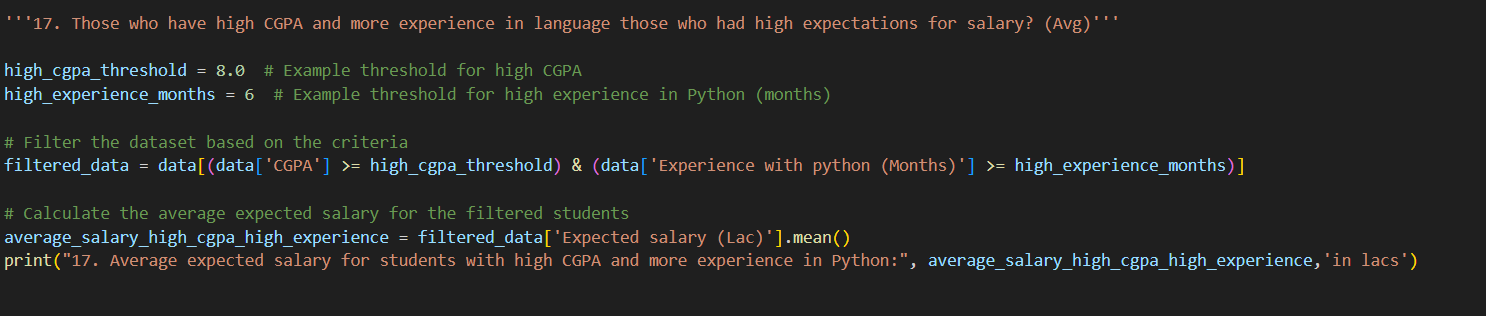 '''17. Those who have high CGPA and more experience in language those who had high expectations for salary? (Avg)'''
high_cgpa_threshold = 8.0  # Example threshold for high CGPA
high_experience_months = 6  # Example threshold for high experience in Python (months)
# Filter the dataset based on the criteria
filtered_data = data[(data['CGPA'] >= high_cgpa_threshold) & (data['Experience with python (Months)'] >= high_experience_months)]
# Calculate the average expected salary for the filtered students
average_salary_high_cgpa_high_experience = filtered_data['Expected salary (Lac)'].mean()
print("17. Average expected salary for students with high CGPA and more experience in Python:", average_salary_high_cgpa_high_experience,'in lacs')